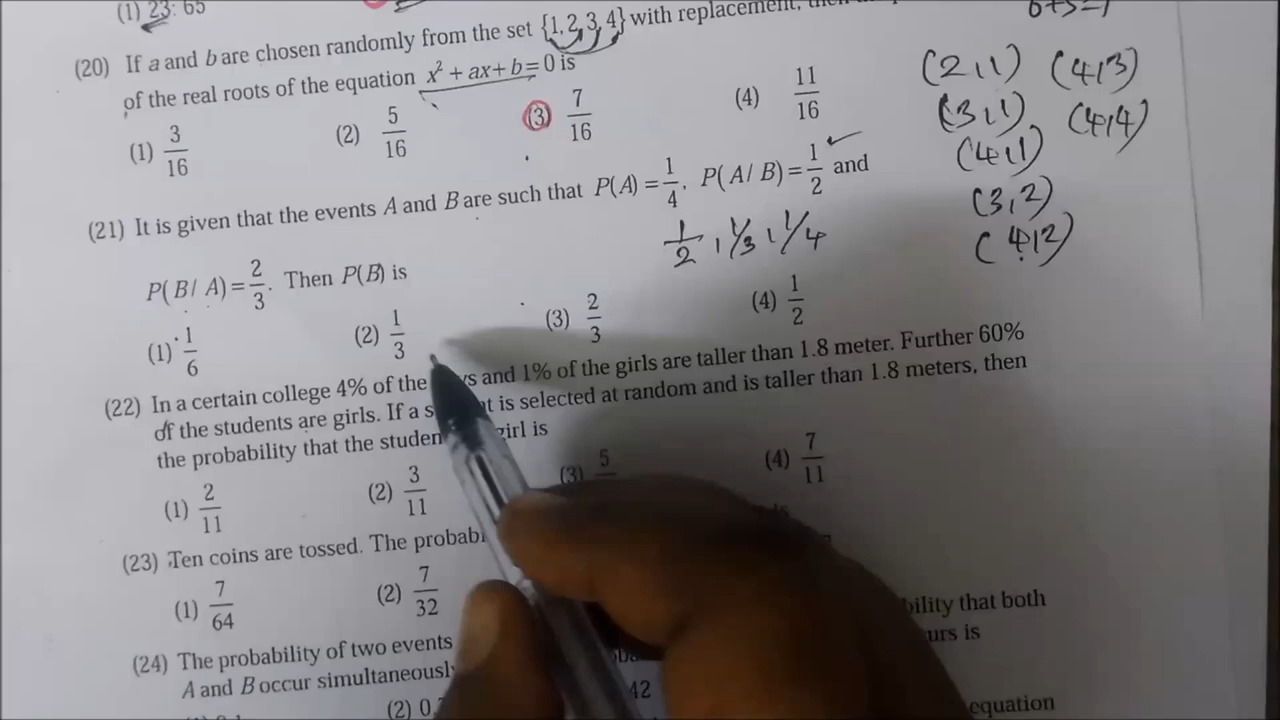 (1) 23: 65
(20) If a and b are chosen randomly from the set {1,2,3,4} with replacement,
of the real roots of the equation x² + ax + b = 0 is
(1) 3/16 (2) 5/16 (3) 7/16 (4) 11/16
(21) It is given that the events A and B are such that P(A) = 1/4, P(A/B) = 1/2 and
P(B/A) = 2/3. Then P(B) is
(1) 1/6 (2) 1/3 (3) 2/3 (4) 1/2
(22) In a certain college 4% of the and 1% of the girls are taller than 1.8 meter. Further 60%
of the students are girls. If a is selected at random and is taller than 1.8 meters, then
the probability that the girl is
(1) 2/11 (2) 3/11 (3) 5 (4) 7/11
(23) Ten coins are tossed. The
(1) 7/64 (2) 7/32
(24) The probability of two events that both
A and B occur is
(2) 42
equation
(2,1) (4,3)
(3,1) (4,4)
(4,1)
(3,2)
(4,2)
1/2, 1/3, 1/4